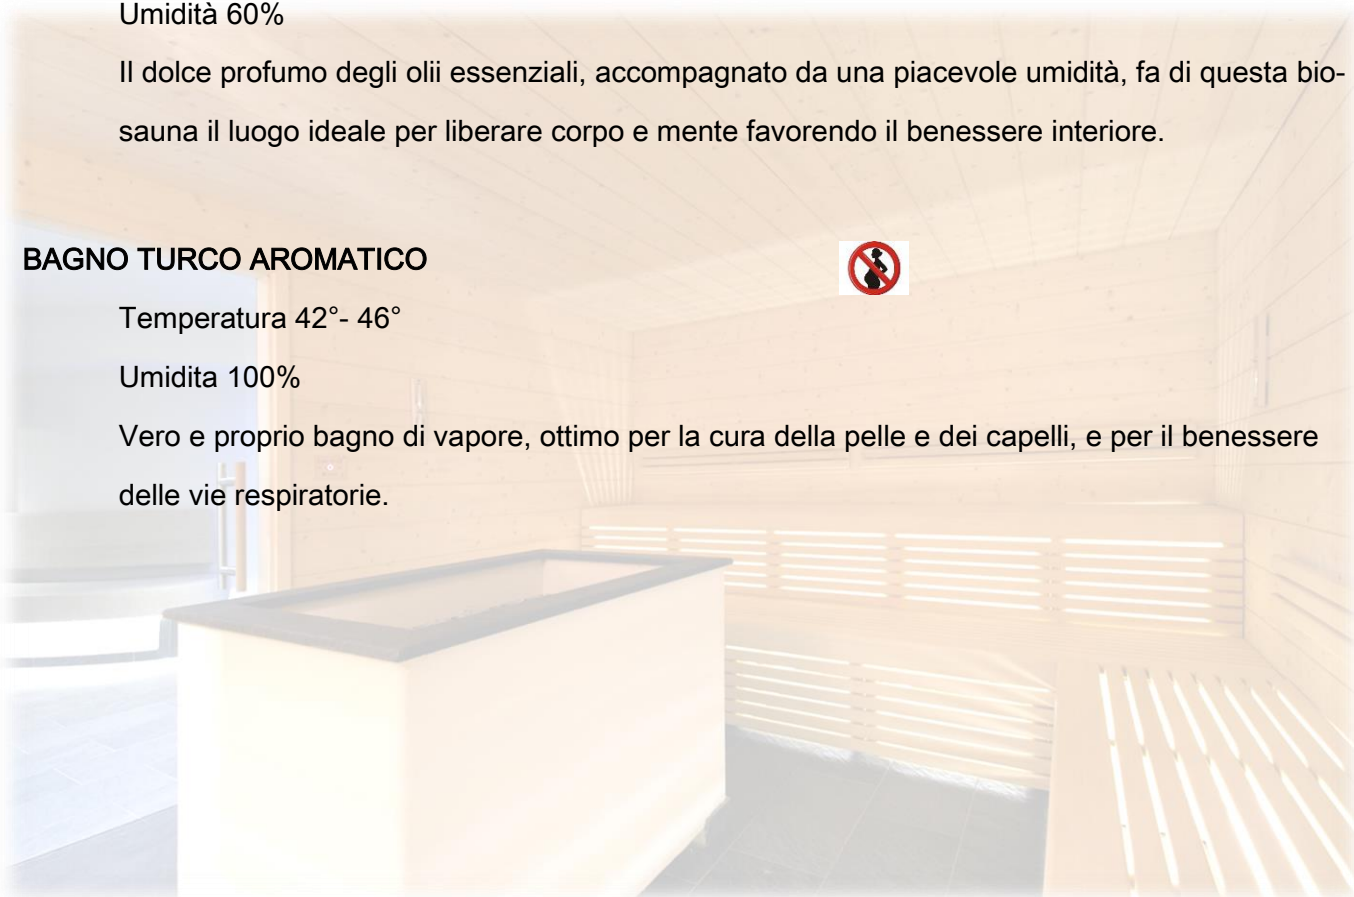 Umidità 60%
Il dolce profumo degli olii essenziali, accompagnato da una piacevole umidità, fa di questa bio-
sauna il luogo ideale per liberare corpo e mente favorendo il benessere interiore.
BAGNO TURCO AROMATICO
Temperatura 42°- 46°
Umidita 100%
Vero e proprio bagno di vapore, ottimo per la cura della pelle e dei capelli, e per il benessere
delle vie respiratorie.